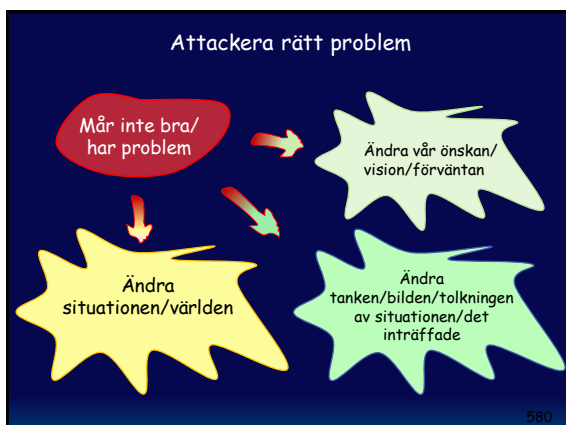 Attackera rätt problem
Mår inte bra/
har problem
Ändra vår önskan/
vision/förväntan
Ändra
situationen/världen
Ändra
tanken/bilden/tolkningen
av situationen/det
inträffade
580